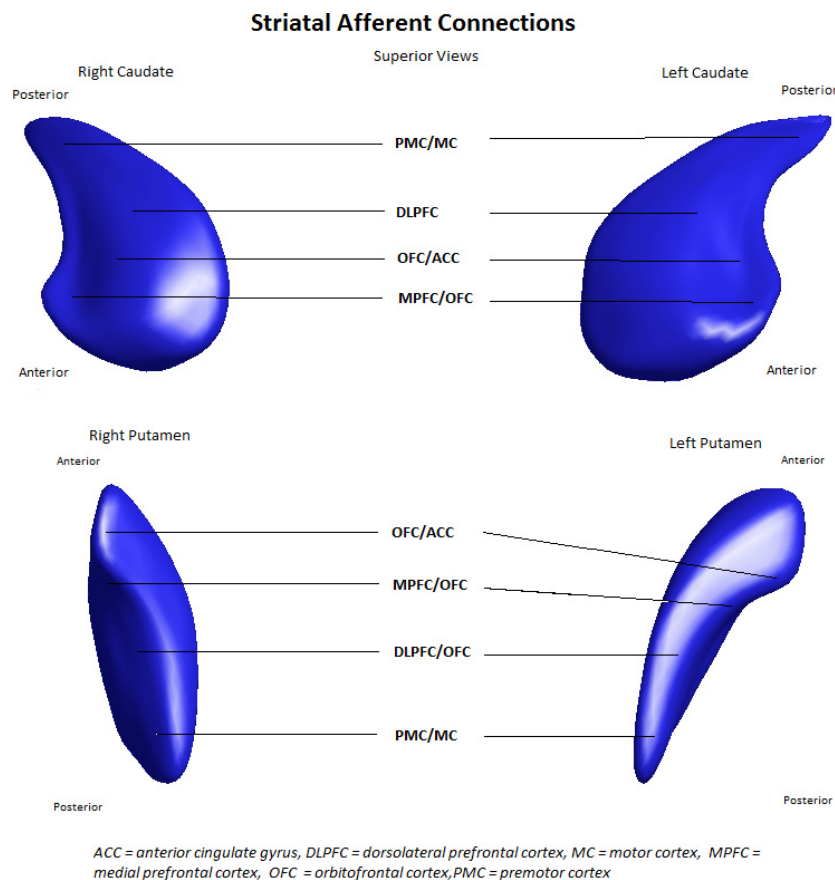 Striatal Afferent Connections
Superior Views
Right Caudate
Left Caudate
Posterior
Posterior
PMC/MC
DLPFC
OFC/ACC
MPFC/OFC
Anterior
Anterior
Right Putamen
Left Putamen
Anterior
Anterior
OFC/ACC
MPFC/OFC
DLPFC/OFC
PMC/MC
Posterior
Posterior
ACC = anterior cingulate gyrus, DLPFC = dorsolateral prefrontal cortex, MC = motor cortex, MPFC =
medial prefrontal cortex, OFC = orbitofrontal cortex,PMC = premotor cortex